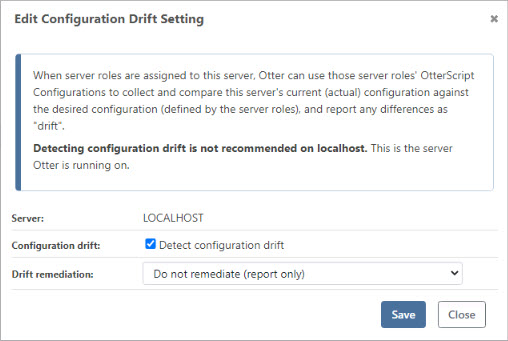 Edit Configuration Drift Setting
×
When server roles are assigned to this server, Otter can use those server roles' OtterScript
Configurations to collect and compare this server's current (actual) configuration against
the desired configuration (defined by the server roles), and report any differences as
"drift".
Detecting configuration drift is not recommended on localhost. This is the server
Otter is running on.
Server: LOCALHOST
Configuration drift: Detect configuration drift
Drift remediation: Do not remediate (report only)
Save Close